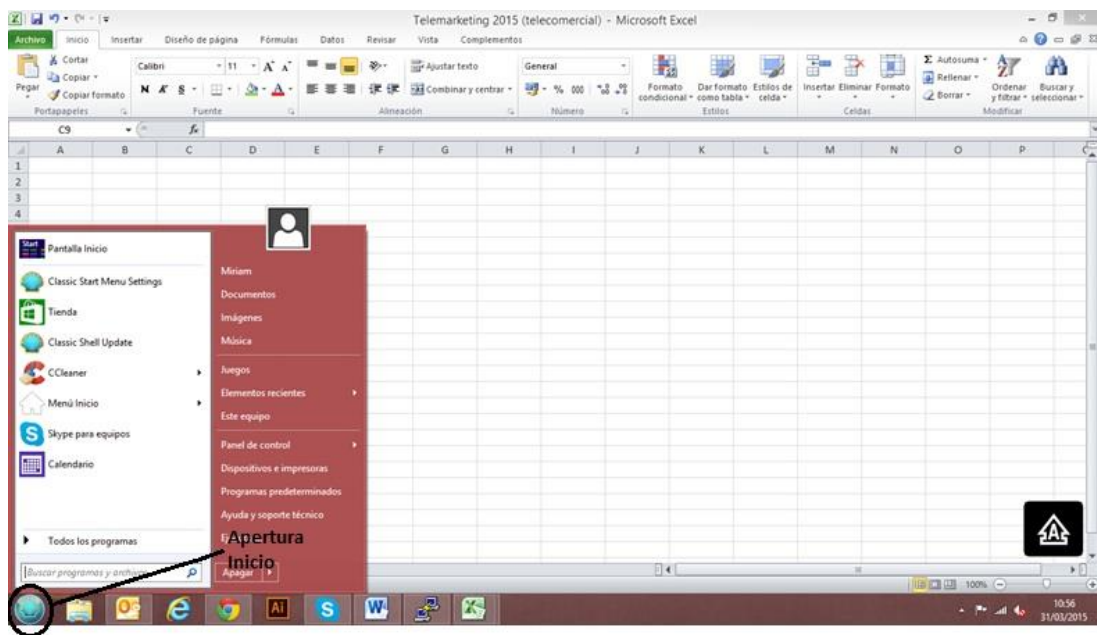 Telemarketing 2015 (telecomercial) - Microsoft Excel
Archivo Inicio Insertar Diseño de página Fórmulas Datos Revisar Vista Complementos
Pegar
Cortar
Copiar
Copiar formato
Portapapeles
Calibri 11
N K S
Fuente
Ajustar texto
Combinar y centrar
Alineación
General
% 000
Número
Formato condicional
Dar formato como tabla
Estilos de celda
Estilos
Insertar Eliminar Formato
Celdas
Autosuma
Rellenar
Borrar
Ordenar y filtrar
Buscar y seleccionar
Modificar
C9 fx
A B C D E F G H I J K L M N O P
1
2
3
4
Start
Pantalla Inicio
Classic Start Menu Settings
Tienda
Classic Shell Update
CCleaner
Menú Inicio
Skype para equipos
Calendario
Todos los programas
Buscar programas y archivos
Miriam
Documentos
Imágenes
Música
Juegos
Elementos recientes
Este equipo
Panel de control
Dispositivos e impresoras
Programas predeterminados
Ayuda y soporte técnico
Apagar
Apertura
Inicio
A
100%
Ai
10:56
31/03/2015